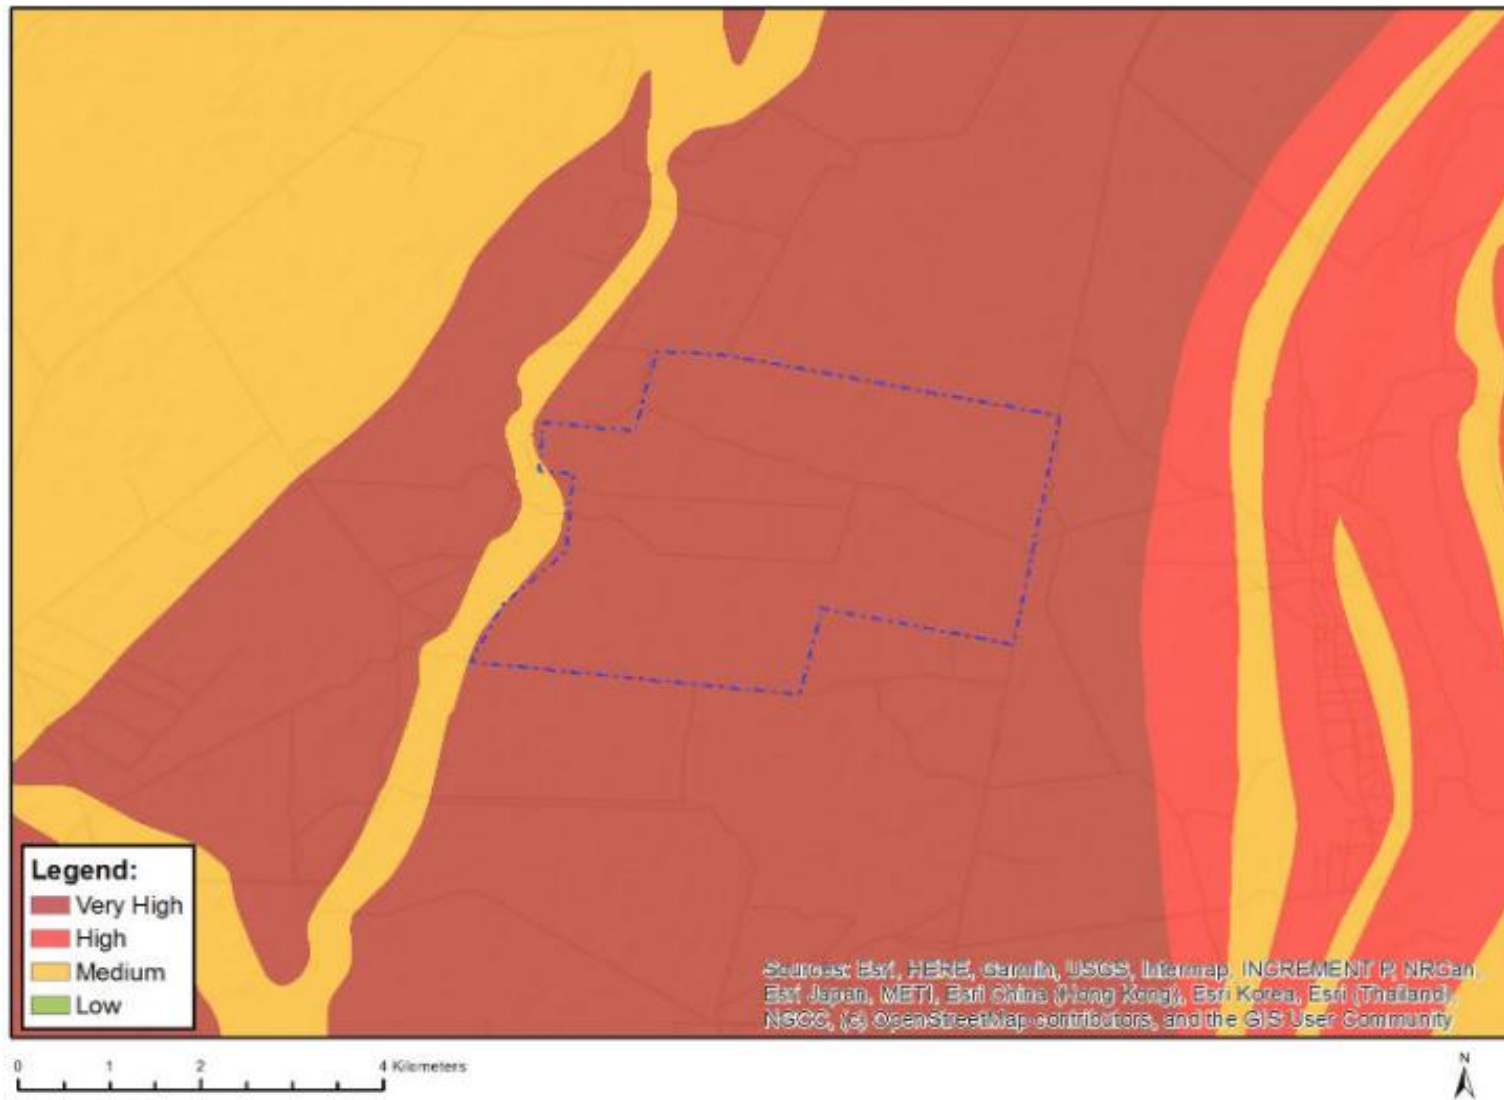 Legend:
Very High
High
Medium
Low
Sources: Esri, HERE, Garmin, USGS, Intermap, INCREMENT P, NRCan,
Esri Japan, METI, Esri China (Hong Kong), Esri Korea, Esri (Thailand),
NGCC, (c) OpenStreetMap contributors, and the GIS User Community
0 1 2 4 Kilometers
N